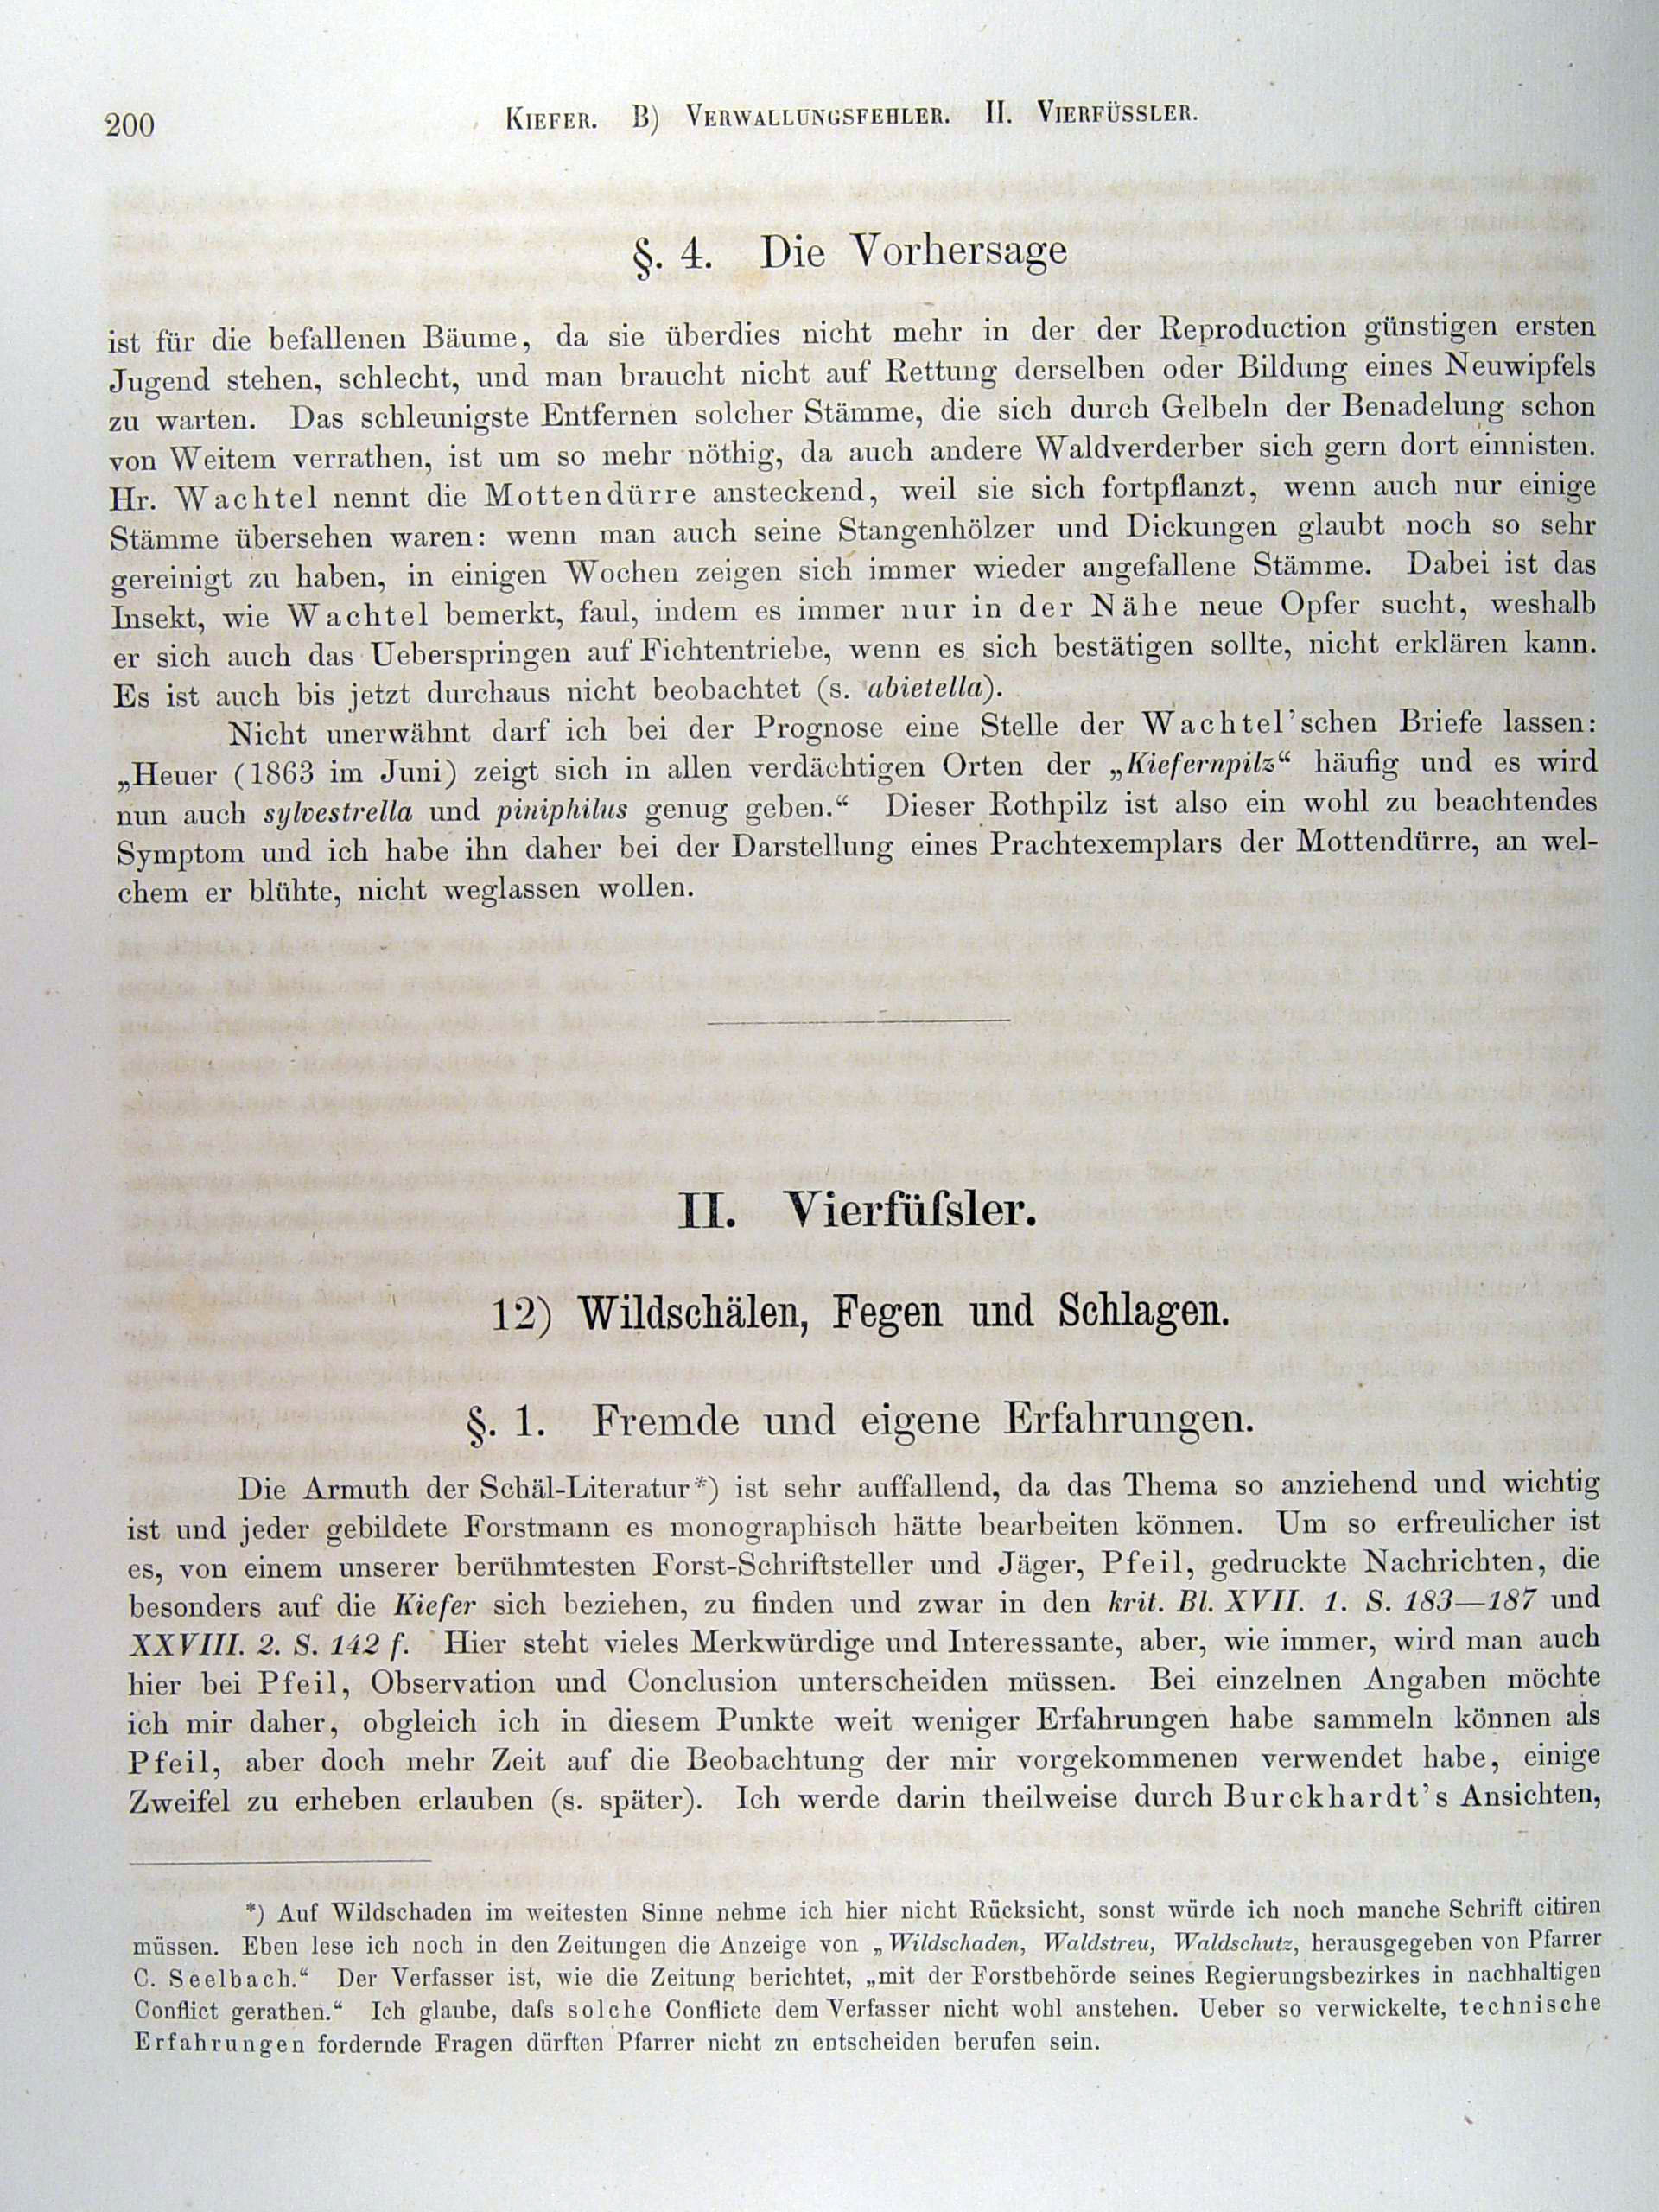 200
KIEFER. B) VERWALLUNGSFEHLER. II. VIERFÜSSLER.
§. 4. Die Vorhersage
ist für die befallenen Bäume, da sie überdies nicht mehr in der der Reproduction günstigen ersten
Jugend stehen, schlecht, und man braucht nicht auf Rettung derselben oder Bildung eines Neuwipfels
zu warten. Das schleunigste Entfernen solcher Stämme, die sich durch Gelbeln der Benadelung schon
von Weitem verrathen, ist um so mehr nöthig, da auch andere Waldverderber sich gern dort einnisten.
Hr. Wachtel nennt die Mottendürre ansteckend, weil sie sich fortpflanzt, wenn auch nur einige
Stämme übersehen waren: wenn man auch seine Stangenhölzer und Dickungen glaubt noch so sehr
gereinigt zu haben, in einigen Wochen zeigen sich immer wieder angefallene Stämme. Dabei ist das
Insekt, wie Wachtel bemerkt, faul, indem es immer nur in der Nähe neue Opfer sucht, weshalb
er sich auch das Ueberspringen auf Fichtentriebe, wenn es sich bestätigen sollte, nicht erklären kann.
Es ist auch bis jetzt durchaus nicht beobachtet (s. abietella).
Nicht unerwähnt darf ich bei der Prognose eine Stelle der Wachtel'schen Briefe lassen:
„Heuer (1863 im Juni) zeigt sich in allen verdächtigen Orten der „Kiefernpilz“ häufig und es wird
nun auch sylvestrella und piniphilus genug geben.“ Dieser Rothpilz ist also ein wohl zu beachtendes
Symptom und ich habe ihn daher bei der Darstellung eines Prachtexemplars der Mottendürre, an wel-
chem er blühte, nicht weglassen wollen.
II. Vierfüſsler.
12) Wildschälen, Fegen und Schlagen.
§. 1. Fremde und eigene Erfahrungen.
Die Armuth der Schäl-Literatur*) ist sehr auffallend, da das Thema so anziehend und wichtig
ist und jeder gebildete Forstmann es monographisch hätte bearbeiten können. Um so erfreulicher ist
es, von einem unserer berühmtesten Forst-Schriftsteller und Jäger, Pfeil, gedruckte Nachrichten, die
besonders auf die Kiefer sich beziehen, zu finden und zwar in den krit. Bl. XVII. 1. S. 183—187 und
XXVIII. 2. S. 142 f. Hier steht vieles Merkwürdige und Interessante, aber, wie immer, wird man auch
hier bei Pfeil, Observation und Conclusion unterscheiden müssen. Bei einzelnen Angaben möchte
ich mir daher, obgleich ich in diesem Punkte weit weniger Erfahrungen habe sammeln können als
Pfeil, aber doch mehr Zeit auf die Beobachtung der mir vorgekommenen verwendet habe, einige
Zweifel zu erheben erlauben (s. später). Ich werde darin theilweise durch Burckhardt's Ansichten,
*) Auf Wildschaden im weitesten Sinne nehme ich hier nicht Rücksicht, sonst würde ich noch manche Schrift citiren
müssen. Eben lese ich noch in den Zeitungen die Anzeige von „Wildschaden, Waldstreu, Waldschutz, herausgegeben von Pfarrer
C. Seelbach.“ Der Verfasser ist, wie die Zeitung berichtet, „mit der Forstbehörde seines Regierungsbezirkes in nachhaltigen
Conflict gerathen.“ Ich glaube, daſs solche Conflicte dem Verfasser nicht wohl anstehen. Ueber so verwickelte, technische
Erfahrungen fordernde Fragen dürften Pfarrer nicht zu entscheiden berufen sein.